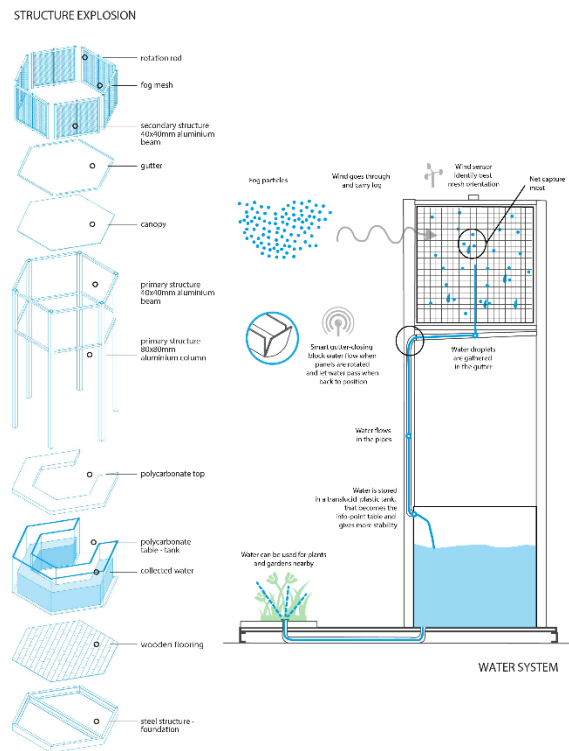 STRUCTURE EXPLOSION
rotation rod
fog mesh
secondary structure
40x40mm aluminium
beam
gutter
canopy
primary structure
40x40mm aluminium
beam
primary structure
80x80mm
aluminium column
polycarbonate top
polycarbonate
table - tank
collected water
wooden flooring
steel structure -
foundation
Fog particles
Wind goes through
and carry fog
Wind sensor
identify best
mesh orientation
Net capture
moist
Smart gutter-closing
block water flow when
panels are rotated
and let water pass when
back to position
Water droplets
are gathered
in the gutter
Water flows
in the pipes
Water is stored
in a translucid plastic tank,
that becomes the
info-point table and
gives more stability
Water can be used for plants
and gardens nearby
WATER SYSTEM